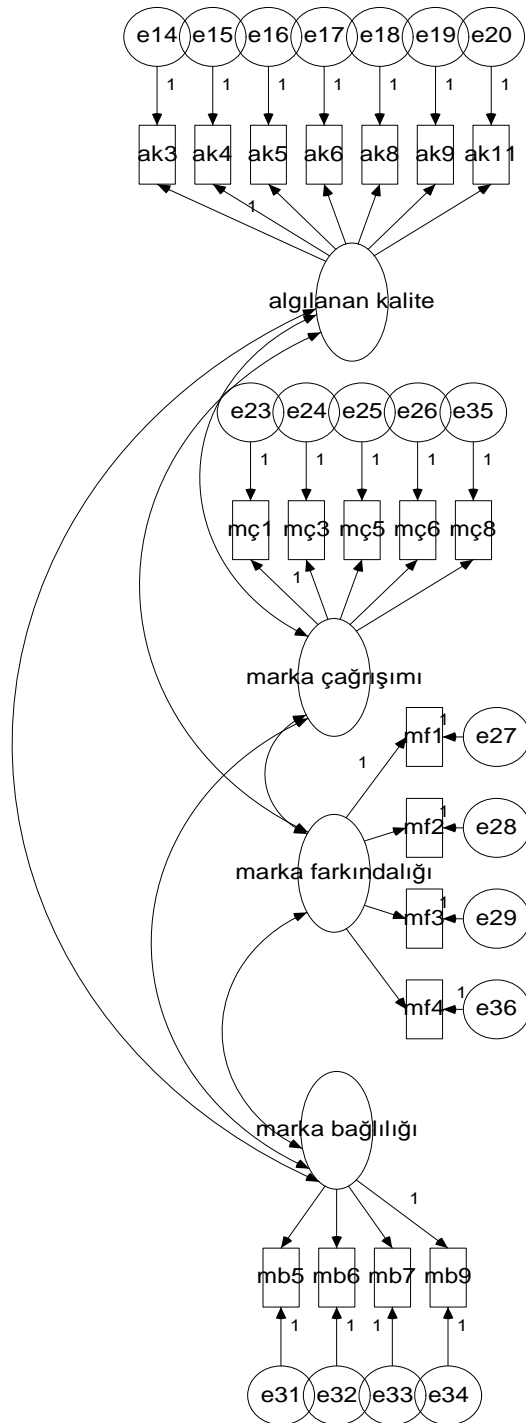 e14 e15 e16 e17 e18 e19 e20
1 1 1 1 1 1 1
ak3 ak4 ak5 ak6 ak8 ak9 ak11
1
algılanan kalite
e23 e24 e25 e26 e35
1 1 1 1 1
mç1 mç3 mç5 mç6 mç8
1
marka çağrışımı
mf1 1 e27
1
mf2 1 e28
marka farkındalığı
mf3 1 e29
mf4 1 e36
marka bağlılığı
1
mb5 mb6 mb7 mb9
1 1 1 1
e31 e32 e33 e34